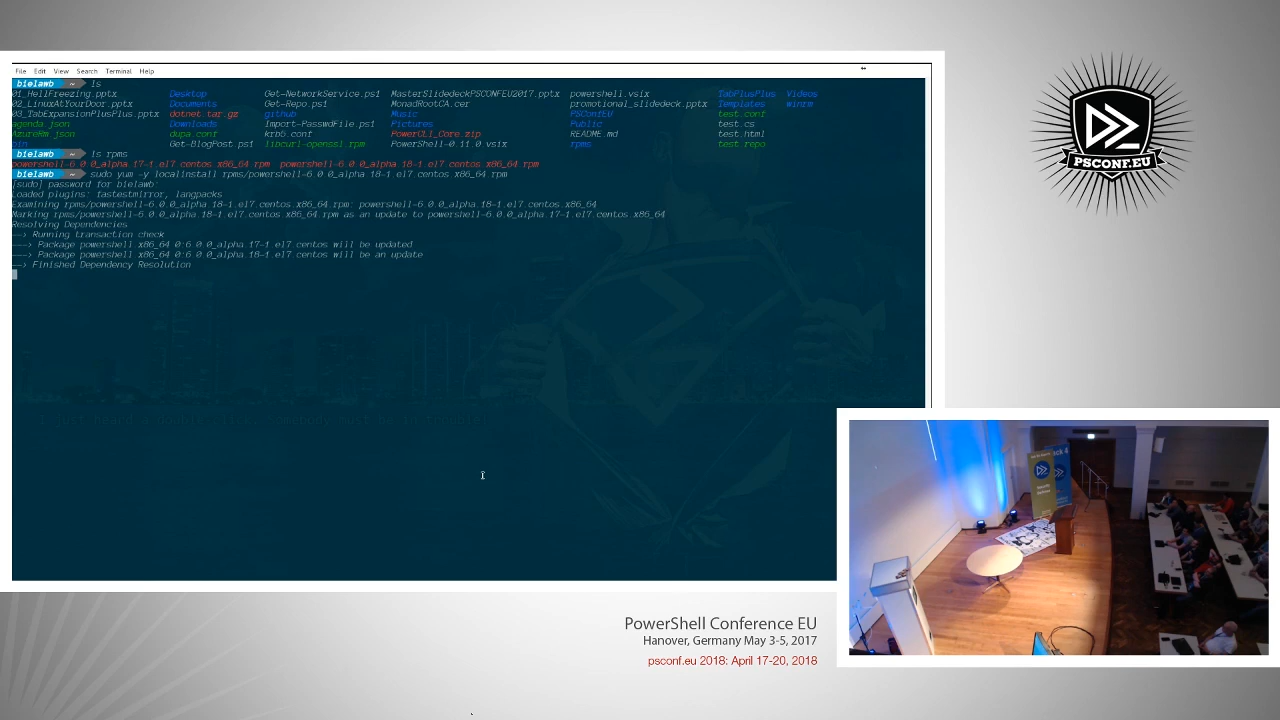 File Edit View Search Terminal Help
bielawb ~ ls
01_HellFreezing.pptx Desktop Get-NetworkService.ps1 MasterSlidedeckPSCONFEU2017.pptx powershell.vsix TabPlusPlus Videos
02_LinuxAtYourDoor.pptx Documents Get-Repo.ps1 MonadRootCA.cer promotional_slidedeck.pptx Templates winrm
03_TabExpansionPlusPlus.pptx dotnet.tar.gz github Music PSConfEU test.conf
agenda.json Downloads Import-PasswdFile.ps1 Pictures Public test.cs
AzureRm.json dupa.conf krb5.conf PowerCLI_Core.zip README.md test.html
bin Get-BlogPost.ps1 libcurl-openssl.rpm PowerShell-0.11.0.vsix rpms test.repo
bielawb ~ ls rpms
powershell-6.0.0_alpha.17-1.el7.centos.x86_64.rpm powershell-6.0.0_alpha.18-1.el7.centos.x86_64.rpm
bielawb ~ sudo yum -y localinstall rpms/powershell-6.0.0_alpha.18-1.el7.centos.x86_64.rpm
[sudo] password for bielawb:
Loaded plugins: fastestmirror, langpacks
Examining rpms/powershell-6.0.0_alpha.18-1.el7.centos.x86_64.rpm: powershell-6.0.0_alpha.18-1.el7.centos.x86_64
Marking rpms/powershell-6.0.0_alpha.18-1.el7.centos.x86_64.rpm as an update to powershell-6.0.0_alpha.17-1.el7.centos.x86_64
Resolving Dependencies
--> Running transaction check
---> Package powershell.x86_64 0:6.0.0_alpha.17-1.el7.centos will be updated
---> Package powershell.x86_64 0:6.0.0_alpha.18-1.el7.centos will be an update
--> Finished Dependency Resolution
PSCONF.EU
PowerShell Conference EU
Hanover, Germany May 3-5, 2017
psconf.eu 2018: April 17-20, 2018